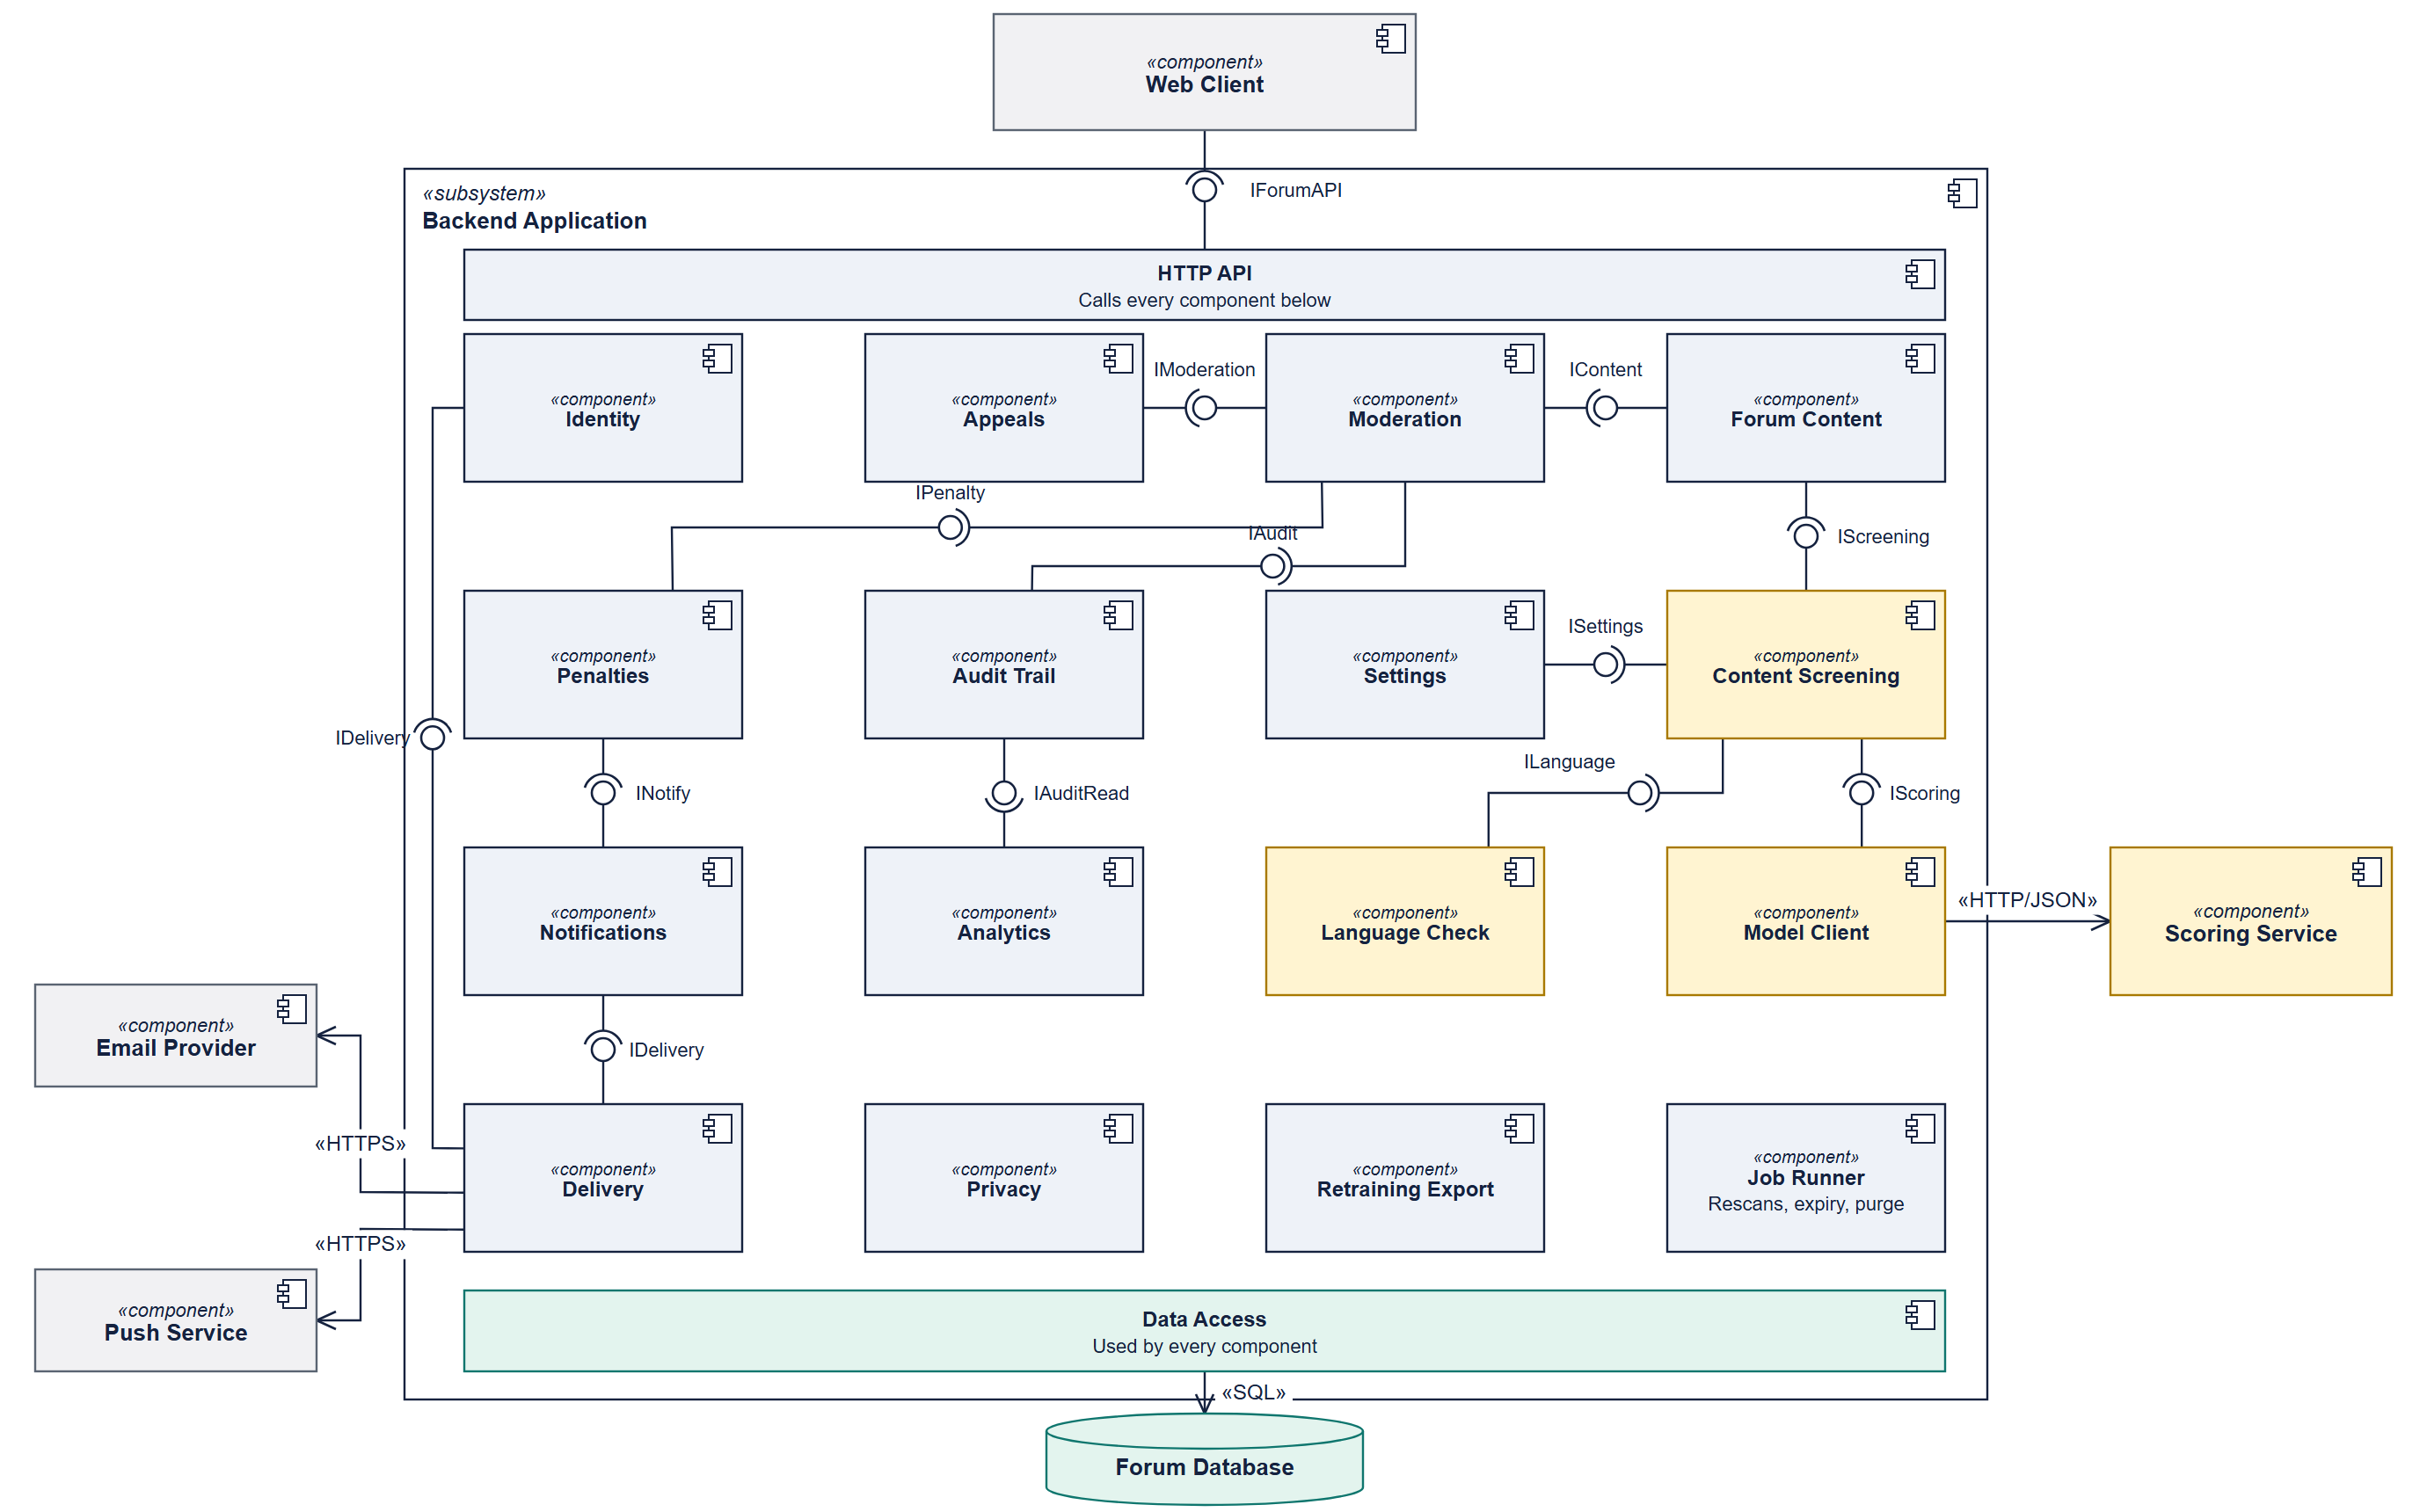 «component»
Web Client
«subsystem»
Backend Application
IForumAPI
HTTP API
Calls every component below
«component»
Identity
«component»
Appeals
IModeration
«component»
Moderation
IContent
«component»
Forum Content
IPenalty
IAudit
IScreening
«component»
Penalties
«component»
Audit Trail
«component»
Settings
ISettings
«component»
Content Screening
IDelivery
INotify
IAuditRead
ILanguage
IScoring
«component»
Notifications
«component»
Analytics
«component»
Language Check
«component»
Model Client
«HTTP/JSON»
«component»
Scoring Service
«component»
Email Provider
IDelivery
«HTTPS»
«component»
Delivery
«component»
Privacy
«component»
Retraining Export
«component»
Job Runner
Rescans, expiry, purge
«HTTPS»
«component»
Push Service
Data Access
Used by every component
«SQL»
Forum Database